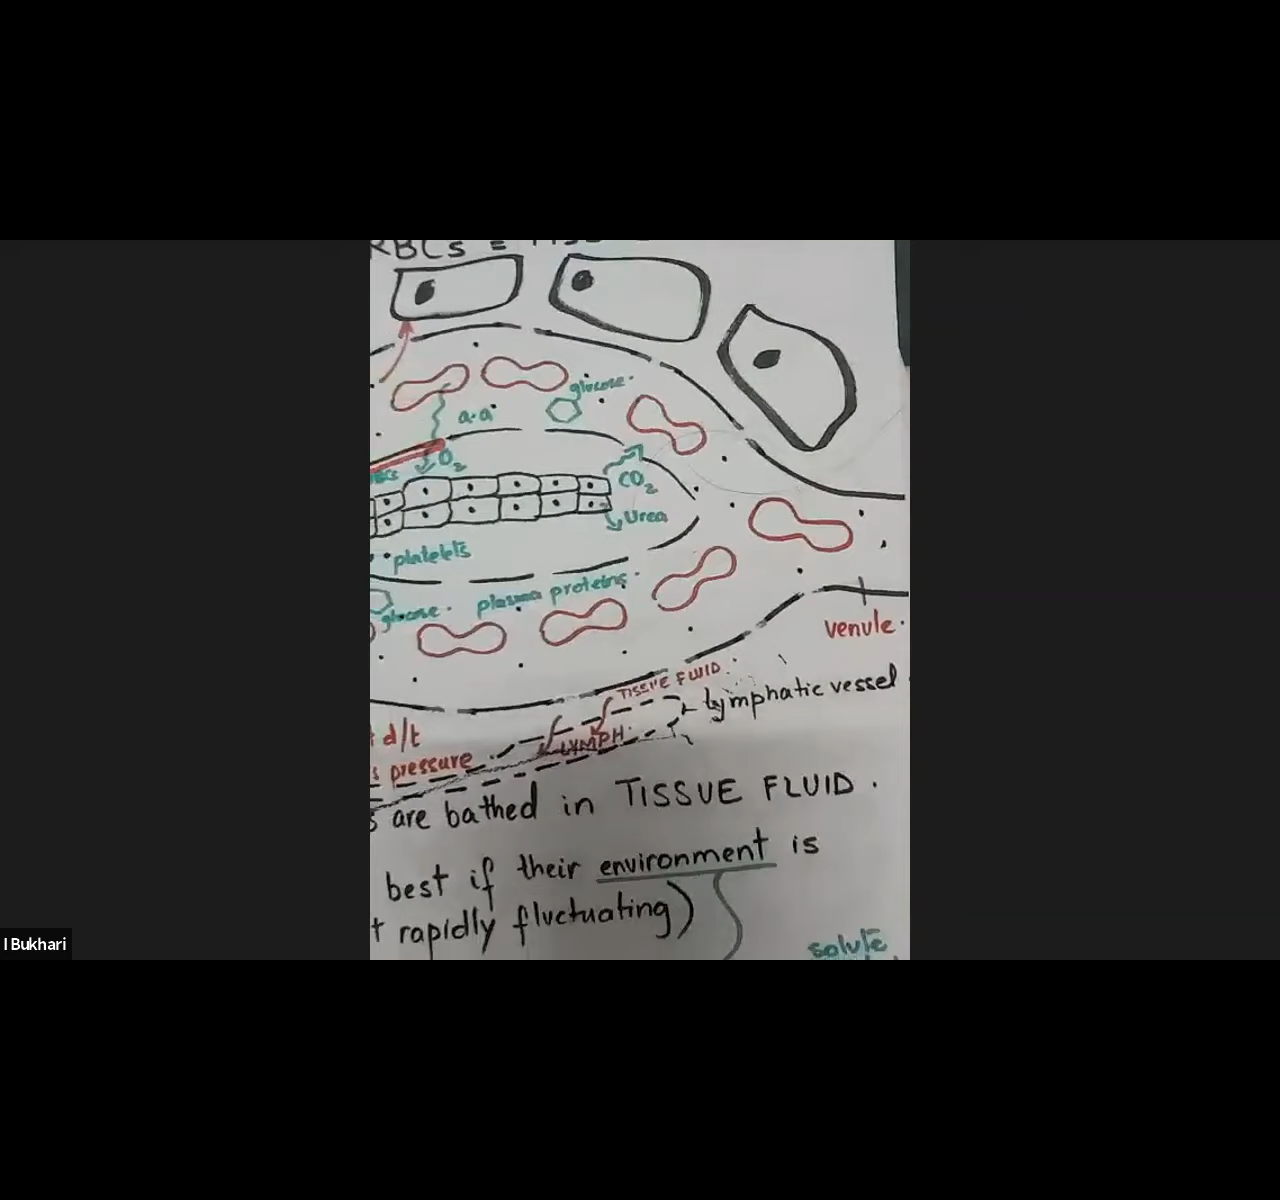 RBCs =
glucose.
a.a
O2
CO2
Urea
platelets
glucose.
plasma proteins.
venule.
TISSUE FLUID.
lymphatic vessel
d/t
LYMPH.
s pressure
s are bathed in TISSUE FLUID.
best if their environment is
t rapidly fluctuating)
solute
I Bukhari